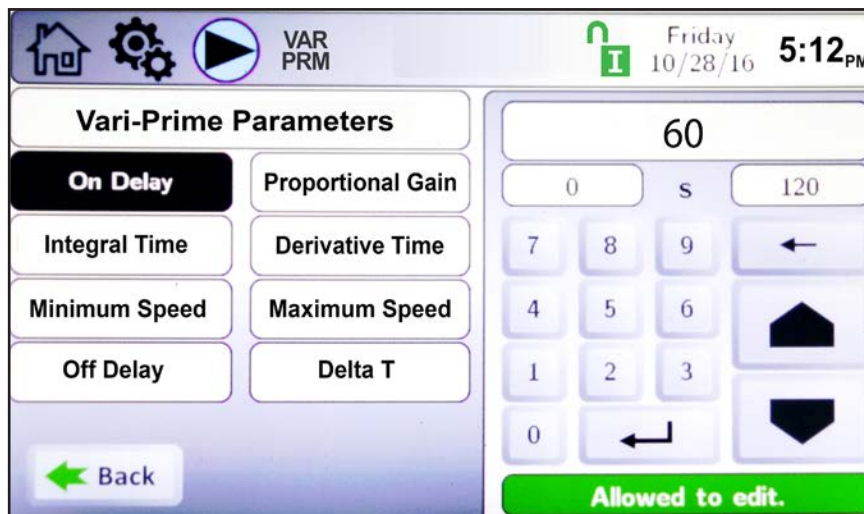 VAR
PRM
Friday
10/28/16
5:12PM
Vari-Prime Parameters
On Delay
Proportional Gain
Integral Time
Derivative Time
Minimum Speed
Maximum Speed
Off Delay
Delta T
Back
60
0 s 120
7 8 9
4 5 6
1 2 3
0
Allowed to edit.
I